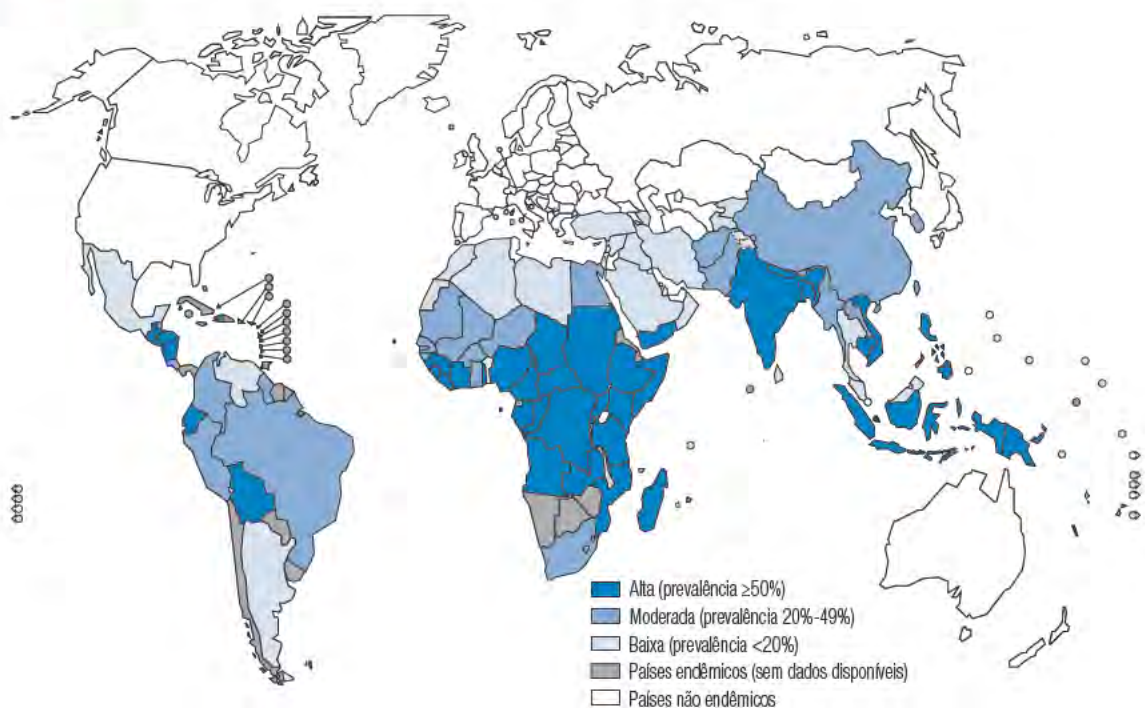 Alta (prevalência ≥50%)
Moderada (prevalência 20%-49%)
Baixa (prevalência <20%)
Países endêmicos (sem dados disponíveis)
Países não endêmicos